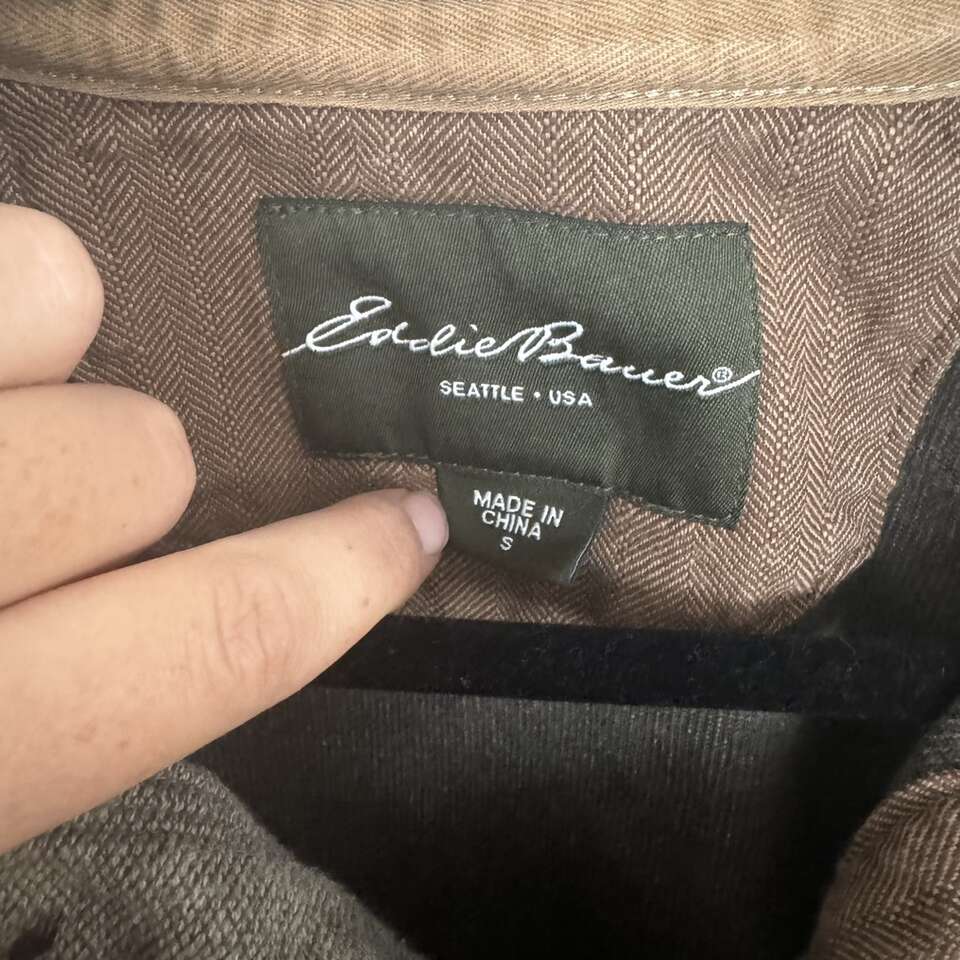 Eddie Bauer®
SEATTLE • USA
MADE IN
CHINA
S